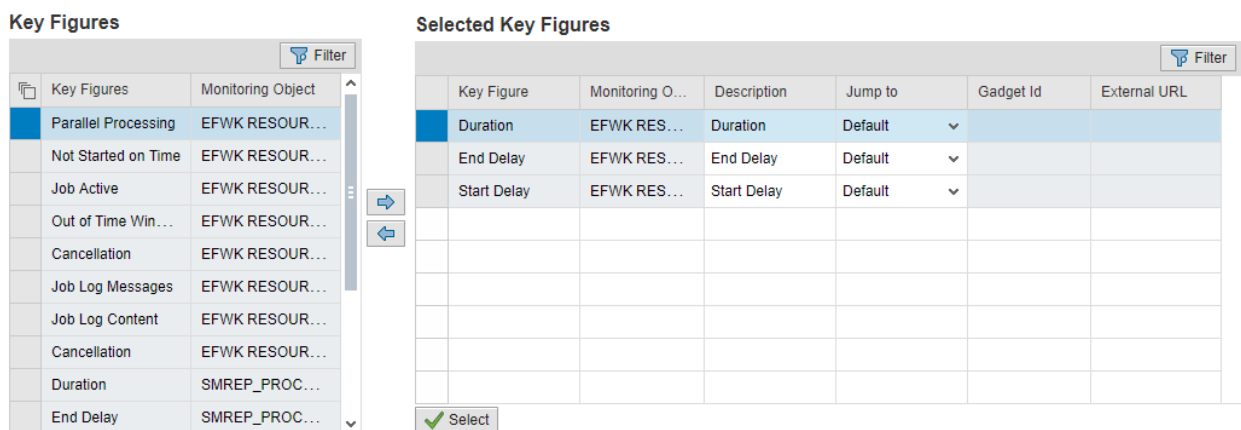 Key Figures
Filter
Key Figures Monitoring Object
Parallel Processing EFWK RESOUR...
Not Started on Time EFWK RESOUR...
Job Active EFWK RESOUR...
Out of Time Win... EFWK RESOUR...
Cancellation EFWK RESOUR...
Job Log Messages EFWK RESOUR...
Job Log Content EFWK RESOUR...
Cancellation EFWK RESOUR...
Duration SMREP_PROC...
End Delay SMREP_PROC...
Selected Key Figures
Filter
Key Figure Monitoring O... Description Jump to Gadget Id External URL
Duration EFWK RES... Duration Default
End Delay EFWK RES... End Delay Default
Start Delay EFWK RES... Start Delay Default
Select